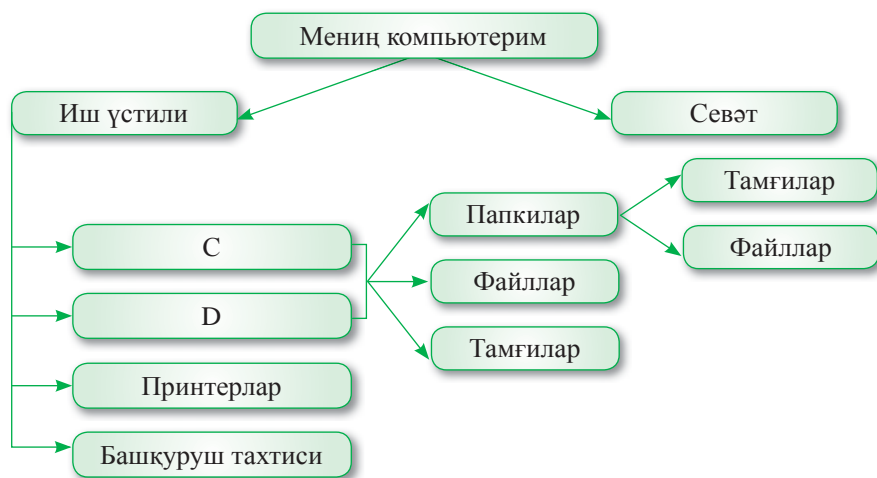 Мениң компьютерим
Иш үстили
Севәт
Тамғилар
Папкилар
С
Файллар
Файллар
D
Тамғилар
Принтерлар
Башқуруш тахтиси